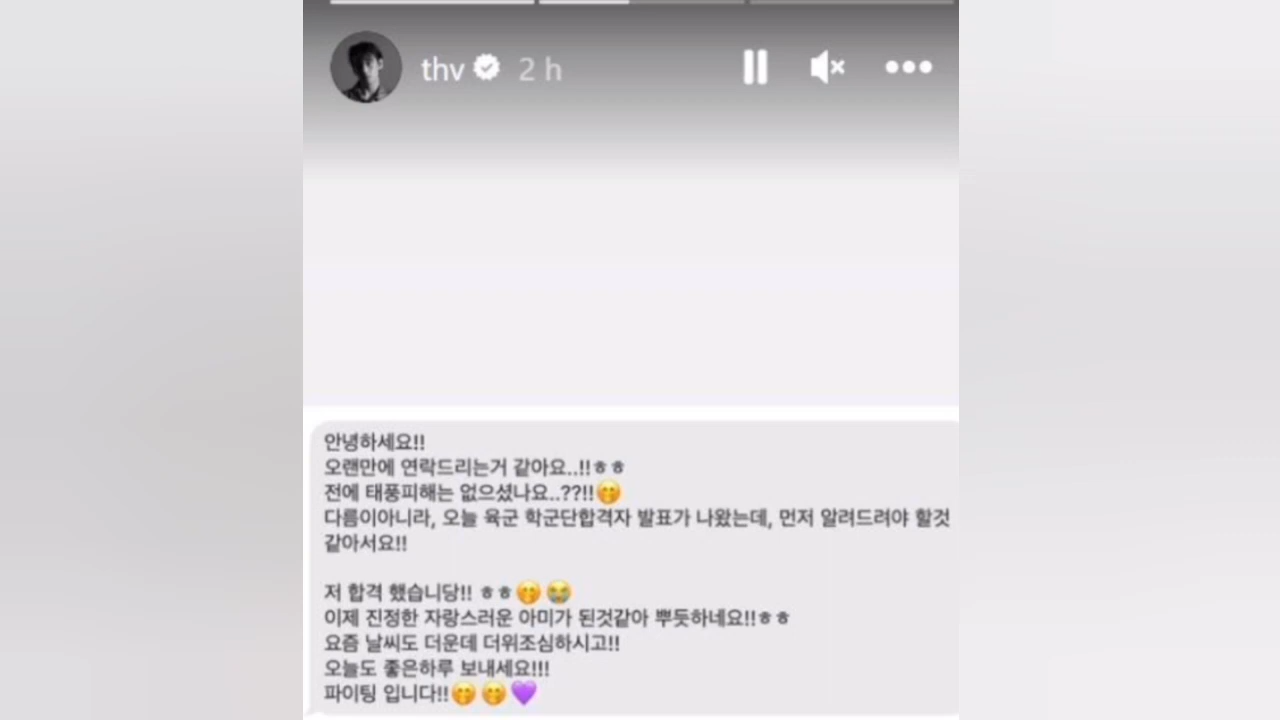 thv 2 h
안녕하세요!!
오랜만에 연락드리는거 같아요..!!ㅎㅎ
전에 태풍피해는 없으셨나요..??!!🤭
다름이아니라, 오늘 육군 학군단합격자 발표가 나왔는데, 먼저 알려드려야 할것
같아서요!!
저 합격 했습니당!! ㅎㅎ🤭😭
이제 진정한 자랑스러운 아미가 된것같아 뿌듯하네요!!ㅎㅎ
요즘 날씨도 더운데 더위조심하시고!!
오늘도 좋은하루 보내세요!!!
파이팅 입니다!!🤭🤭💜